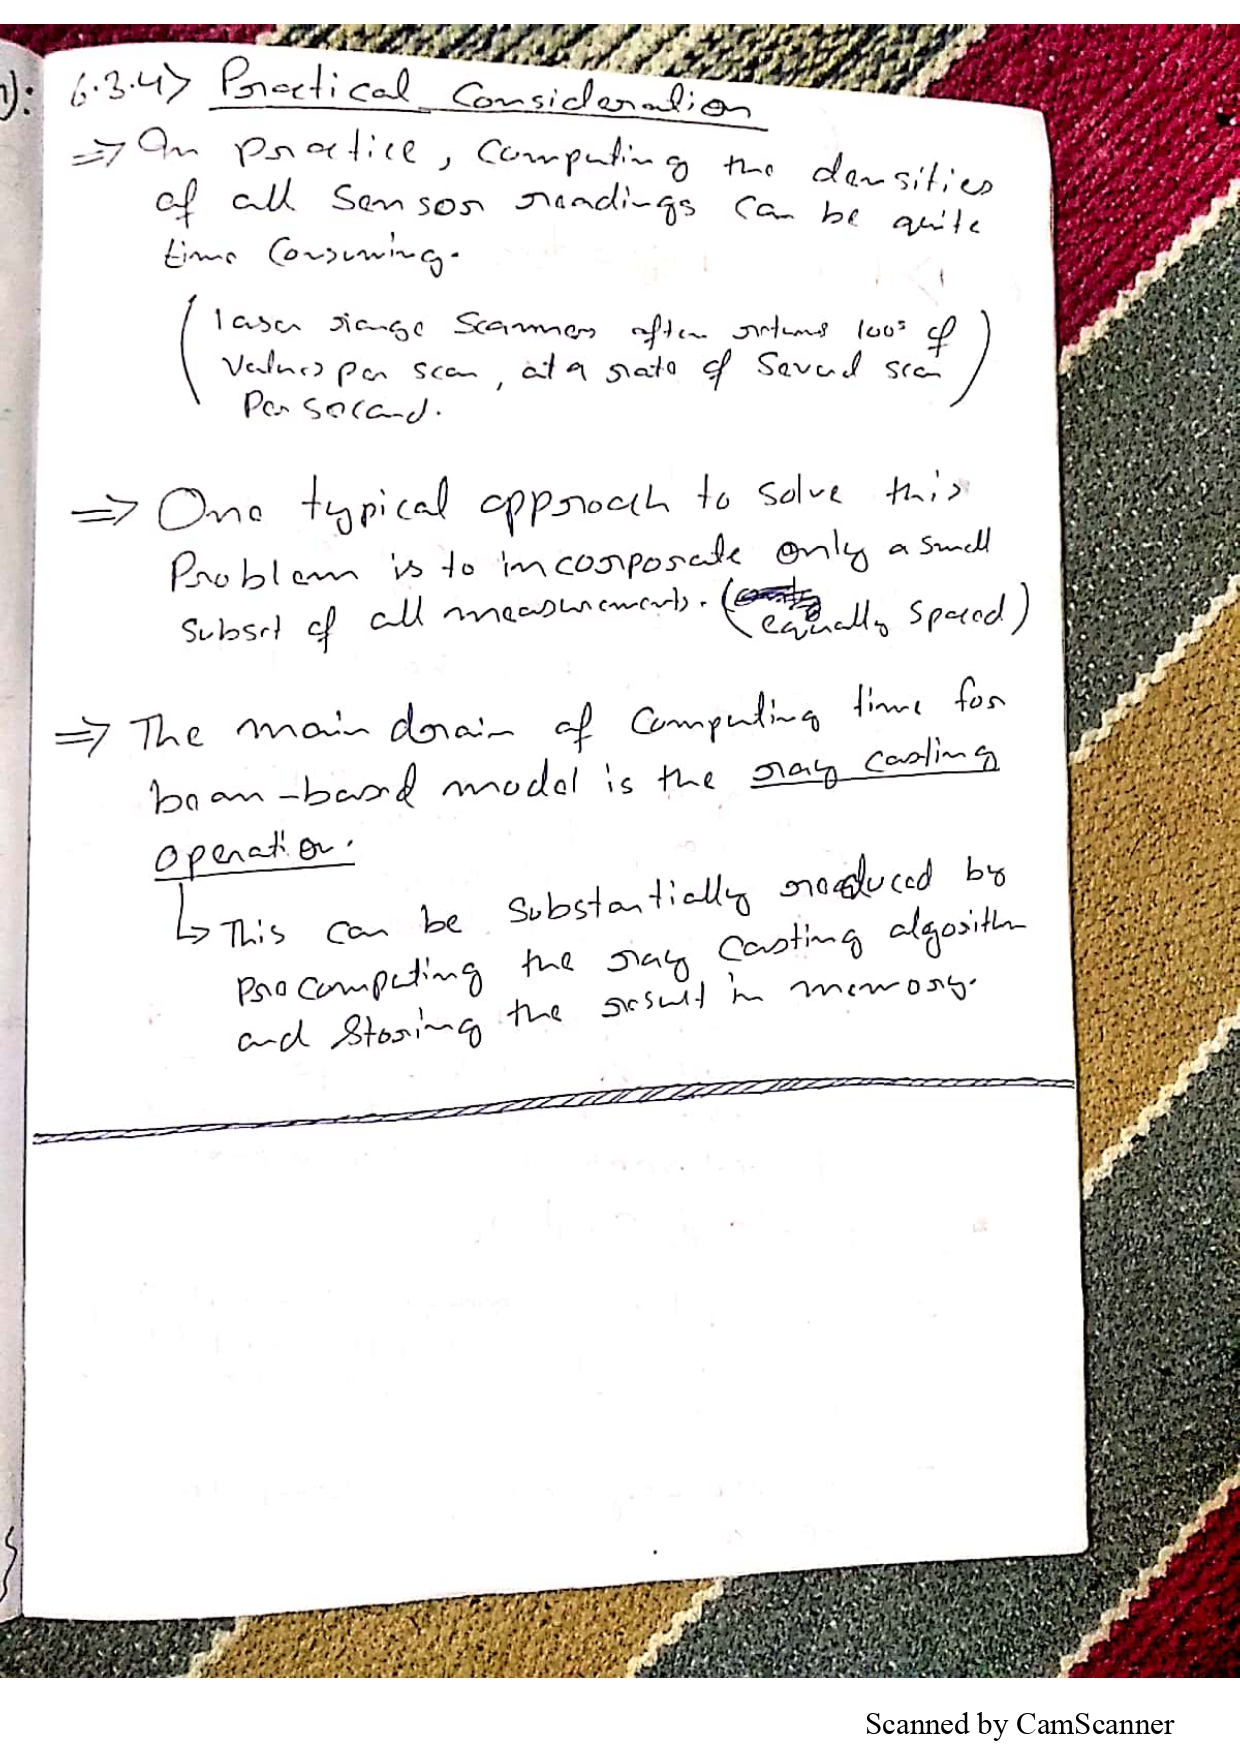 6.3.4> Practical Consideration
=> In practice, computing the densities
of all sensor readings can be quite
time consuming.
(laser range scanners often returns 100s of
values per scan, at a rate of several scan
per second.)
=> One typical approach to solve this
Problem is to incorporate only a small
subset of all measurements. (equally spaced)
=> The main drain of computing time for
beam-based model is the ray casting
operation.
↳ This can be substantially reduced by
precomputing the ray casting algorithm
and storing the result in memory.
Scanned by CamScanner